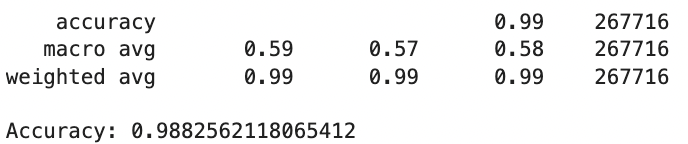 accuracy 0.99 267716
macro avg 0.59 0.57 0.58 267716
weighted avg 0.99 0.99 0.99 267716
Accuracy: 0.9882562118065412